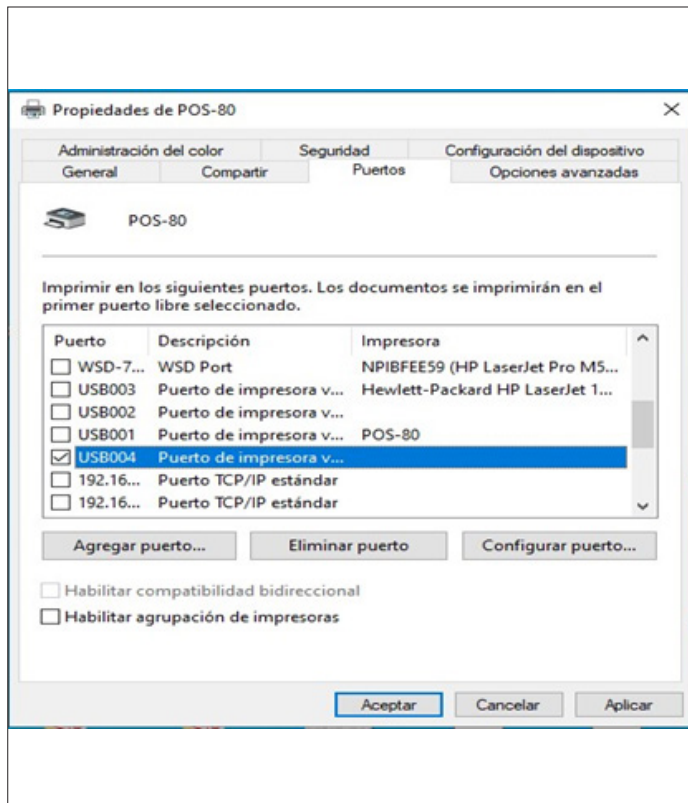 Propiedades de POS-80
Administración del color Seguridad Configuración del dispositivo
General Compartir Puertos Opciones avanzadas
POS-80
Imprimir en los siguientes puertos. Los documentos se imprimirán en el
primer puerto libre seleccionado.
Puerto Descripción Impresora
WSD-7... WSD Port NPIBFEE59 (HP LaserJet Pro M5...
USB003 Puerto de impresora v... Hewlett-Packard HP LaserJet 1...
USB002 Puerto de impresora v...
USB001 Puerto de impresora v... POS-80
USB004 Puerto de impresora v...
192.16... Puerto TCP/IP estándar
192.16... Puerto TCP/IP estándar
Agregar puerto... Eliminar puerto Configurar puerto...
Habilitar compatibilidad bidireccional
Habilitar agrupación de impresoras
Aceptar Cancelar Aplicar